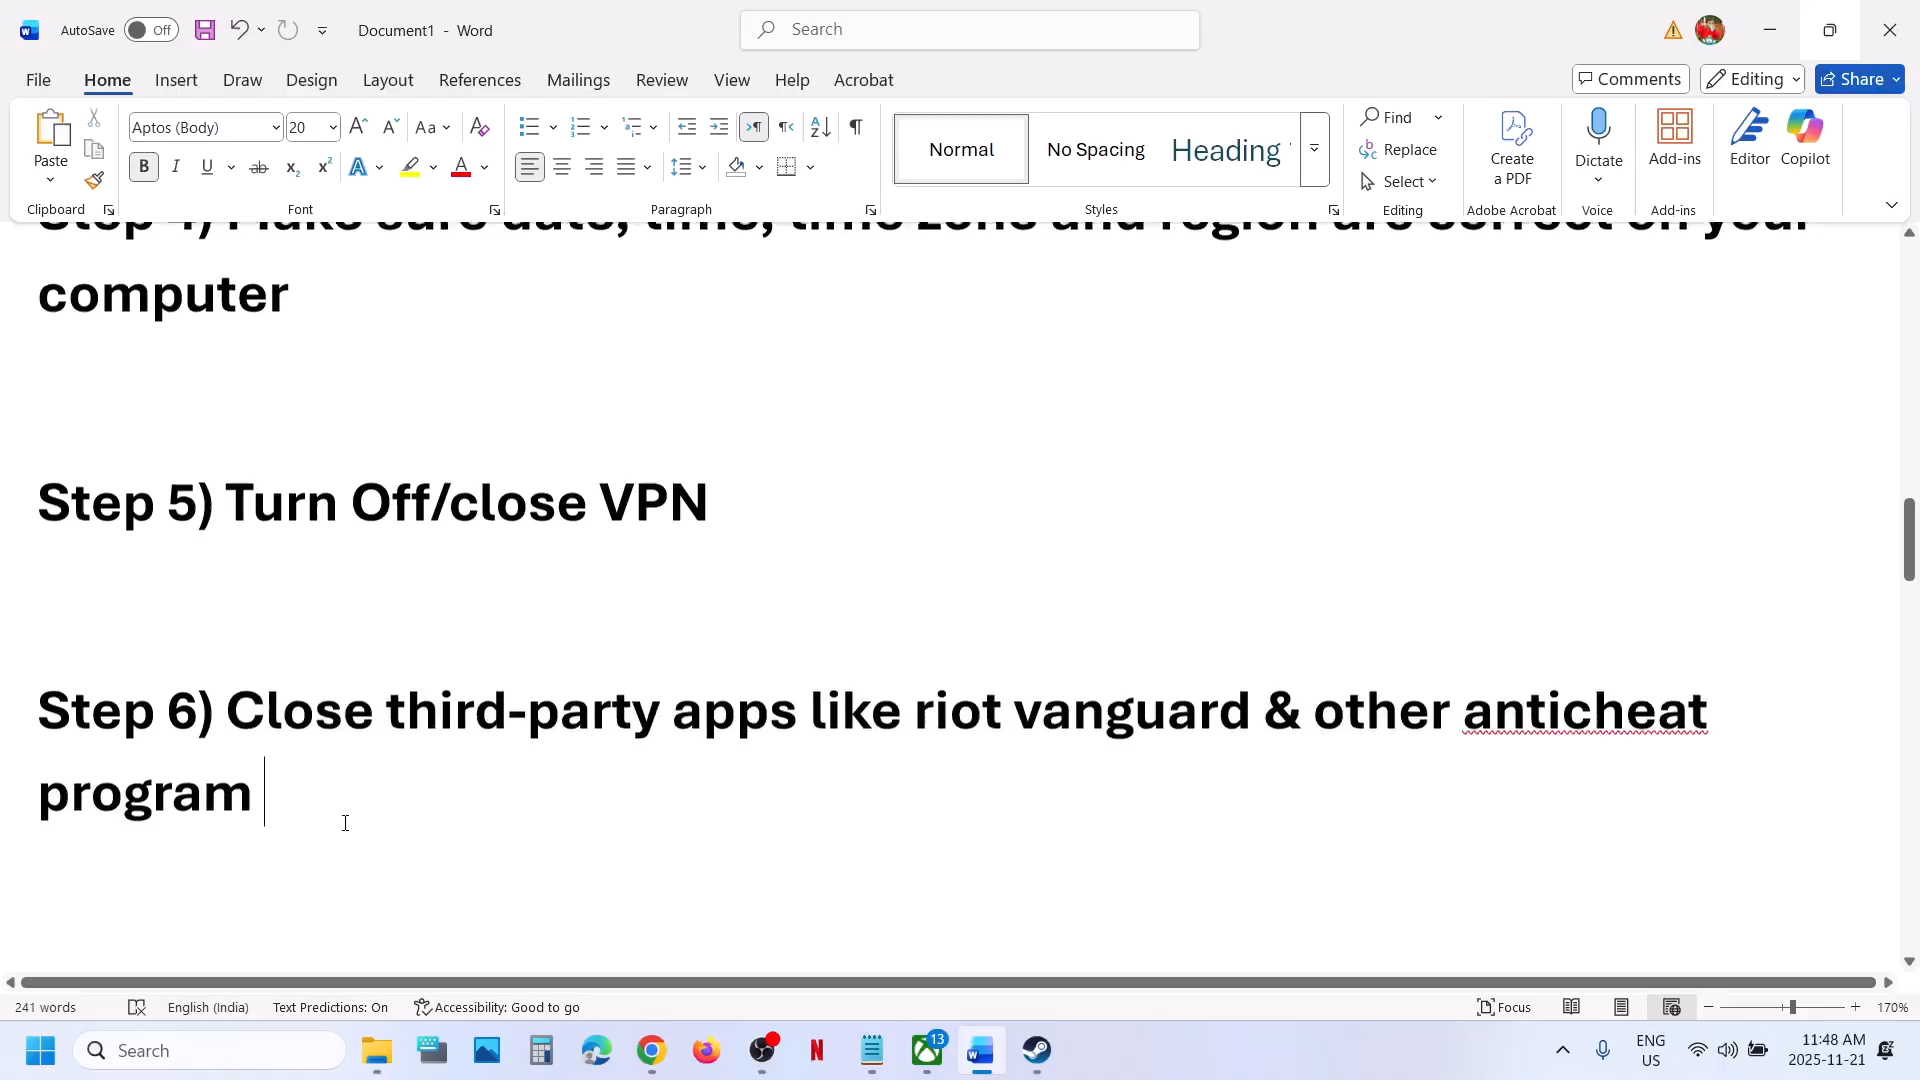 AutoSave Off Document1 - Word Search
File Home Insert Draw Design Layout References Mailings Review View Help Acrobat Comments Editing Share
Paste Aptos (Body) 20 Normal No Spacing Heading Find Replace Select Create a PDF Dictate Add-ins Editor Copilot
Clipboard Font Paragraph Styles Editing Adobe Acrobat Voice Add-ins
Step 4) Make sure date, time, time zone and region are correct on your
computer
Step 5) Turn Off/close VPN
Step 6) Close third-party apps like riot vanguard & other anticheat
program
241 words English (India) Text Predictions: On Accessibility: Good to go Focus 170%
Search 13 ENG US 11:48 AM 2025-11-21